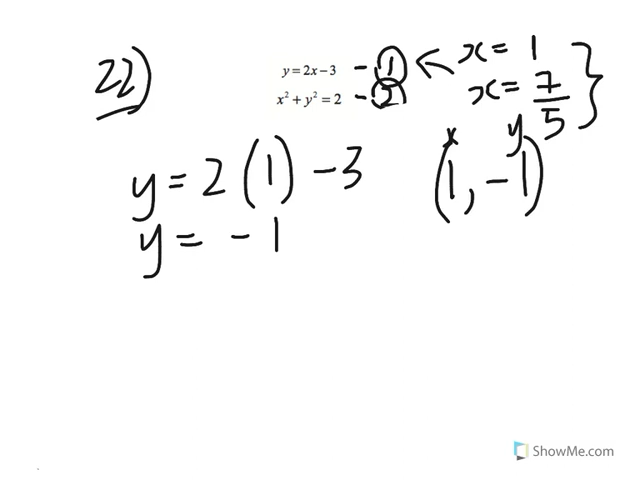 22)
y = 2x − 3 - ① ← x = 1
x² + y² = 2 - ② x = 7/5 }
x y
y = 2 (1) - 3 (1, -1)
y = - 1
ShowMe.com